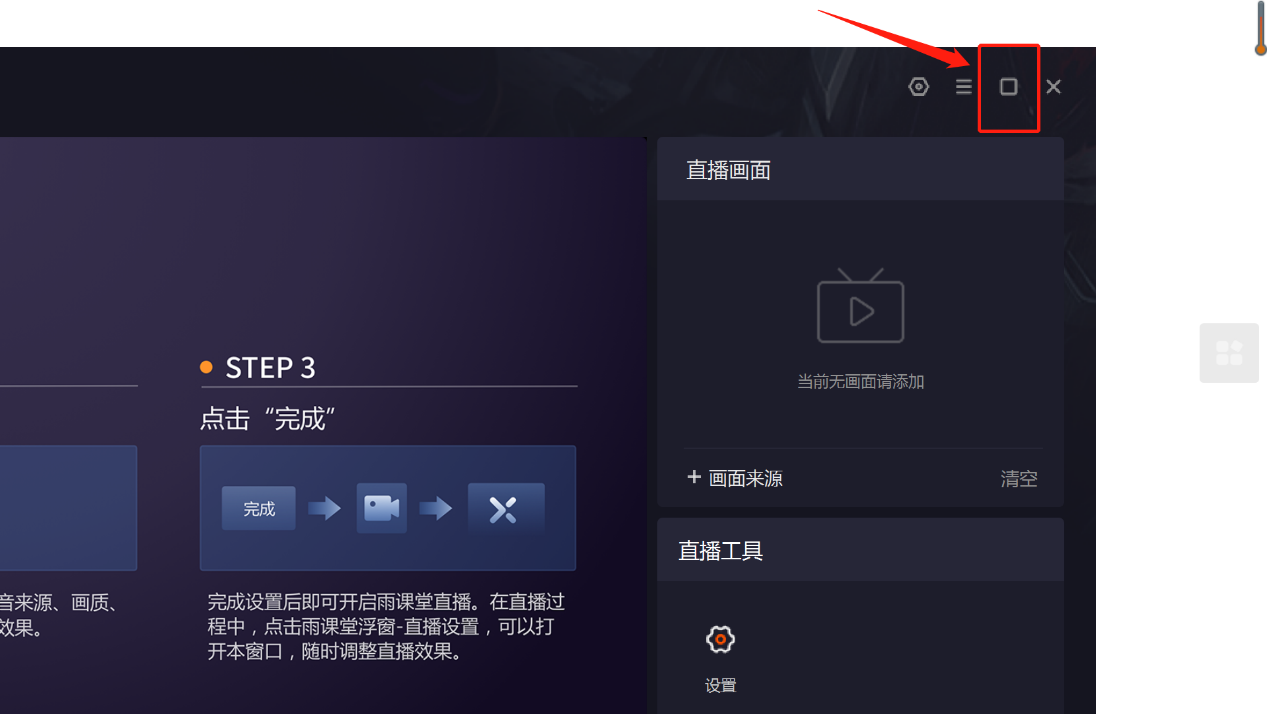 直播画面
当前无画面请添加
+ 画面来源
清空
直播工具
设置
STEP 3
点击“完成”
完成
音来源、画质、
效果。
完成设置后即可开启雨课堂直播。在直播过
程中，点击雨课堂浮窗-直播设置，可以打
开本窗口，随时调整直播效果。